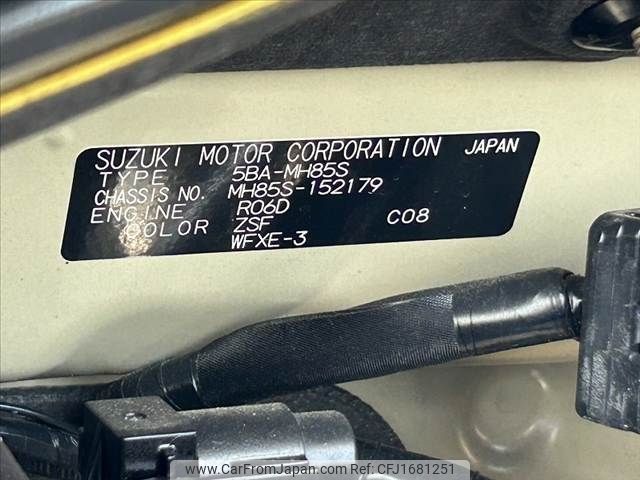 SUZUKI MOTOR CORPORATION JAPAN
TYPE 5BA-MH85S
CHASSIS NO. MH85S-152179
ENGINE R06D
COLOR ZSF C08
WFXE-3
www.CarFromJapan.com Ref: CFJ1681251